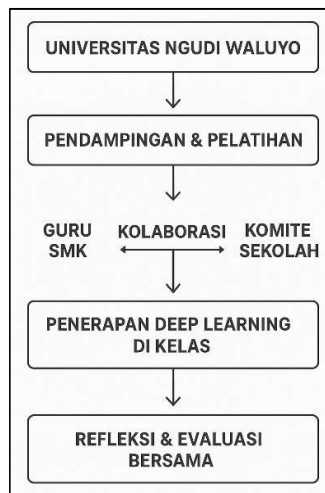 UNIVERSITAS NGUDI WALUYO
PENDAMPINGAN & PELATIHAN
GURU SMK
KOLABORASI
KOMITE SEKOLAH
PENERAPAN DEEP LEARNING
DI KELAS
REFLEKSI & EVALUASI
BERSAMA